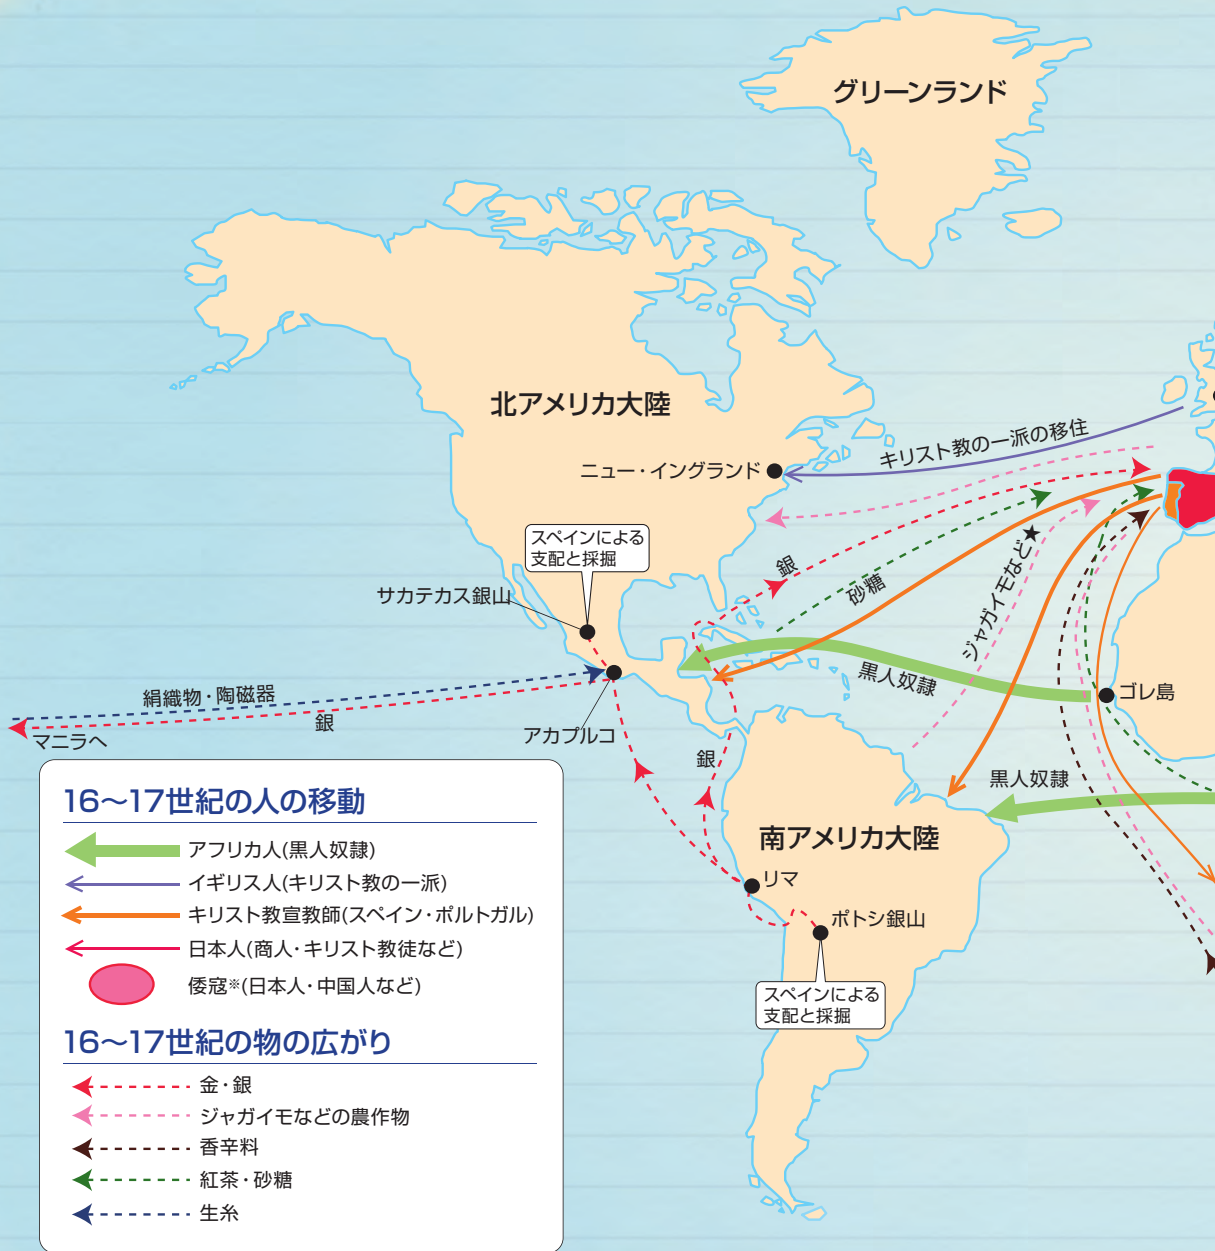 グリーンランド
北アメリカ大陸
キリスト教の一派の移住
ニュー・イングランド
スペインによる
支配と採掘
銀
砂糖
ジャガイモなど★
サカテカス銀山
黒人奴隷
ゴレ島
絹織物・陶磁器
銀
マニラへ
アカプルコ
銀
黒人奴隷
南アメリカ大陸
リマ
ポトシ銀山
スペインによる
支配と採掘
16～17世紀の人の移動
アフリカ人(黒人奴隷)
イギリス人(キリスト教の一派)
キリスト教宣教師(スペイン・ポルトガル)
日本人(商人・キリスト教徒など)
倭寇※(日本人・中国人など)
16～17世紀の物の広がり
金・銀
ジャガイモなどの農作物
香辛料
紅茶・砂糖
生糸